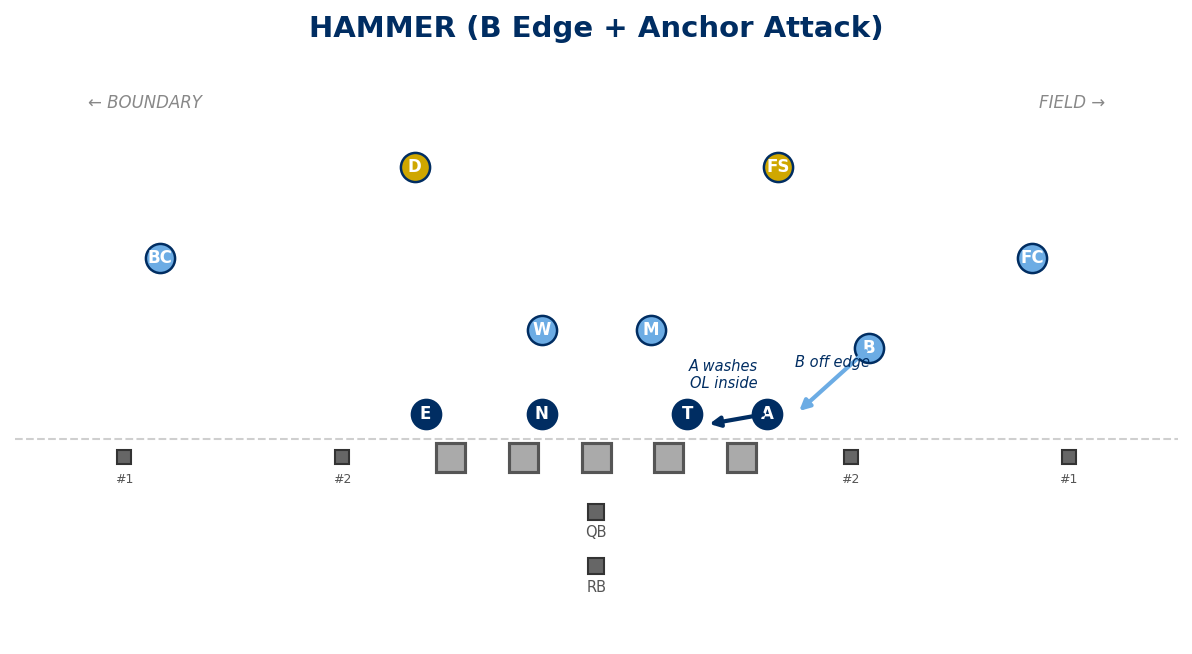 HAMMER (B Edge + Anchor Attack)
← BOUNDARY
FIELD →
D
FS
BC
FC
W
M
B
A washes
OL inside
B off edge
E
N
T
A
#1
#2
#2
#1
QB
RB